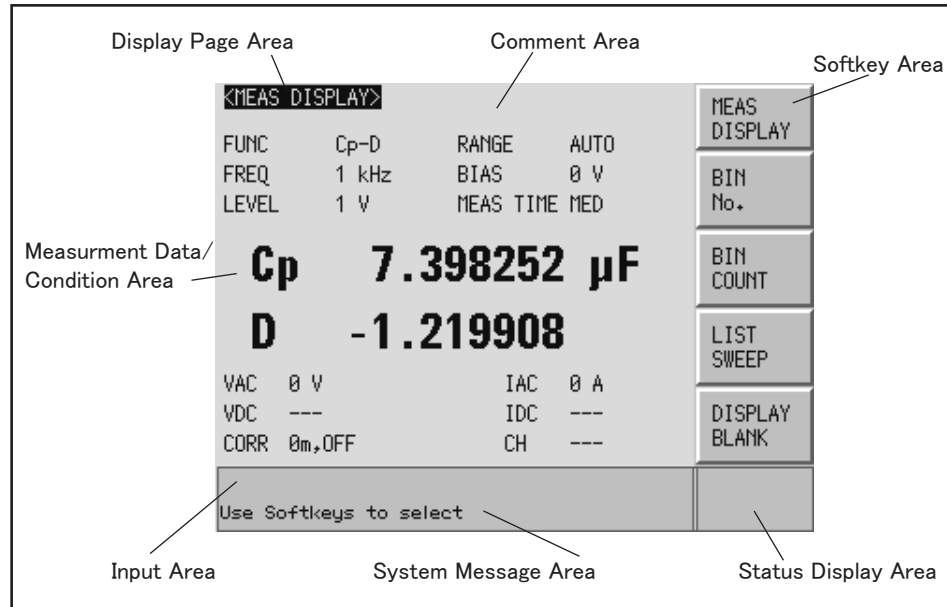 Display Page Area
Comment Area
Softkey Area
<MEAS DISPLAY>
FUNC Cp-D RANGE AUTO
FREQ 1 kHz BIAS 0 V
LEVEL 1 V MEAS TIME MED
Measurment Data/
Condition Area
Cp 7.398252 µF
D -1.219908
VAC 0 V IAC 0 A
VDC --- IDC ---
CORR 0m,OFF CH ---
MEAS
DISPLAY
BIN
No.
BIN
COUNT
LIST
SWEEP
DISPLAY
BLANK
Use Softkeys to select
Input Area
System Message Area
Status Display Area